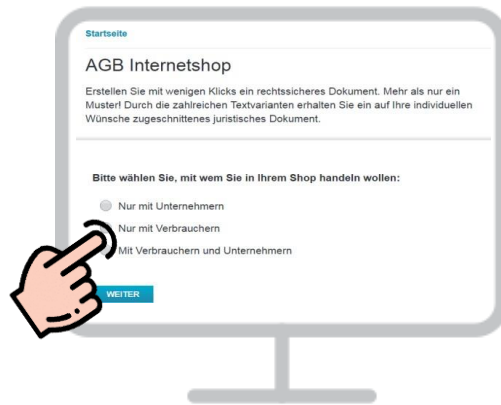 Startseite
AGB Internetshop
Erstellen Sie mit wenigen Klicks ein rechtssicheres Dokument. Mehr als nur ein
Muster! Durch die zahlreichen Textvarianten erhalten Sie ein auf Ihre individuellen
Wünsche zugeschnittenes juristisches Dokument.
Bitte wählen Sie, mit wem Sie in Ihrem Shop handeln wollen:
Nur mit Unternehmern
Nur mit Verbrauchern
Mit Verbrauchern und Unternehmern
WEITER